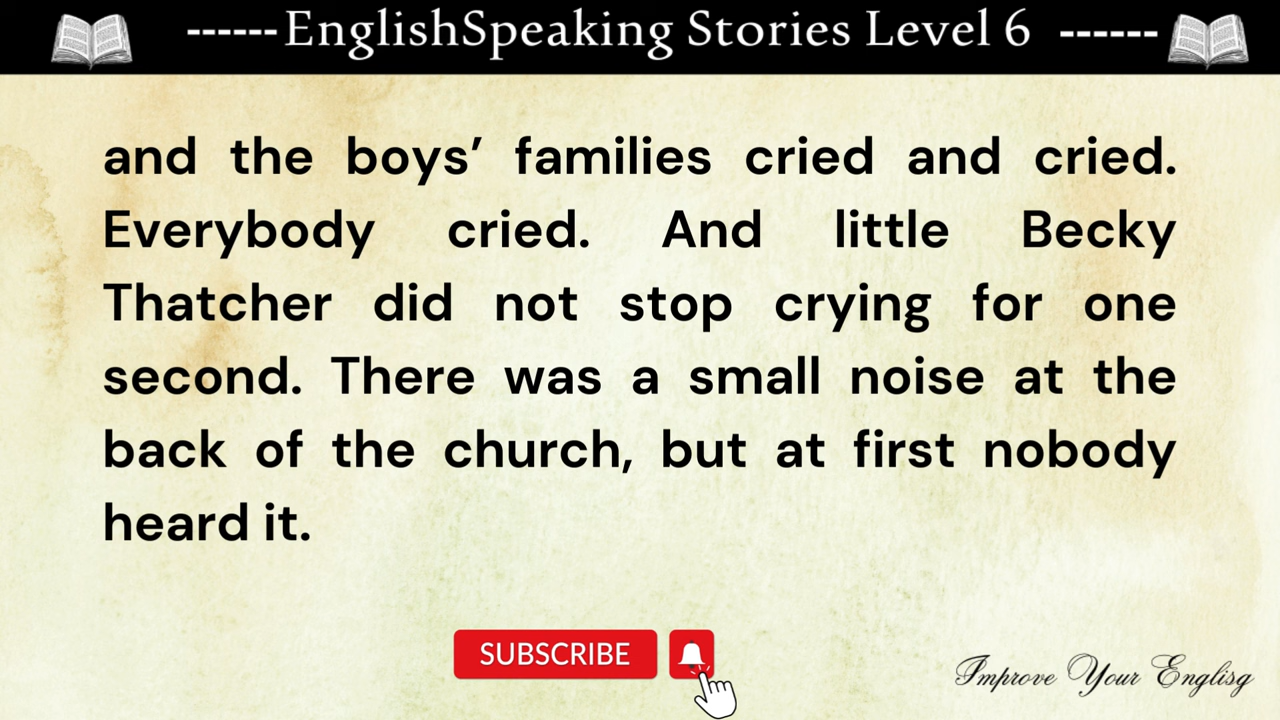 ------EnglishSpeaking Stories Level 6 ------
and the boys’ families cried and cried.
Everybody cried. And little Becky
Thatcher did not stop crying for one
second. There was a small noise at the
back of the church, but at first nobody
heard it.
SUBSCRIBE
Improve Your Englisg